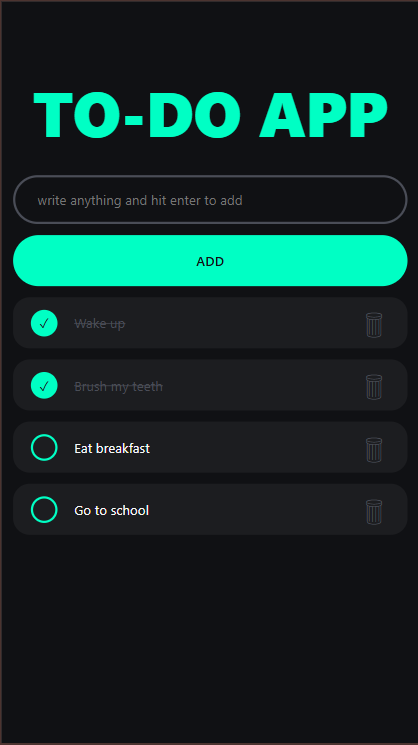 TO-DO APP
write anything and hit enter to add
ADD
Wake up
Brush my teeth
Eat breakfast
Go to school